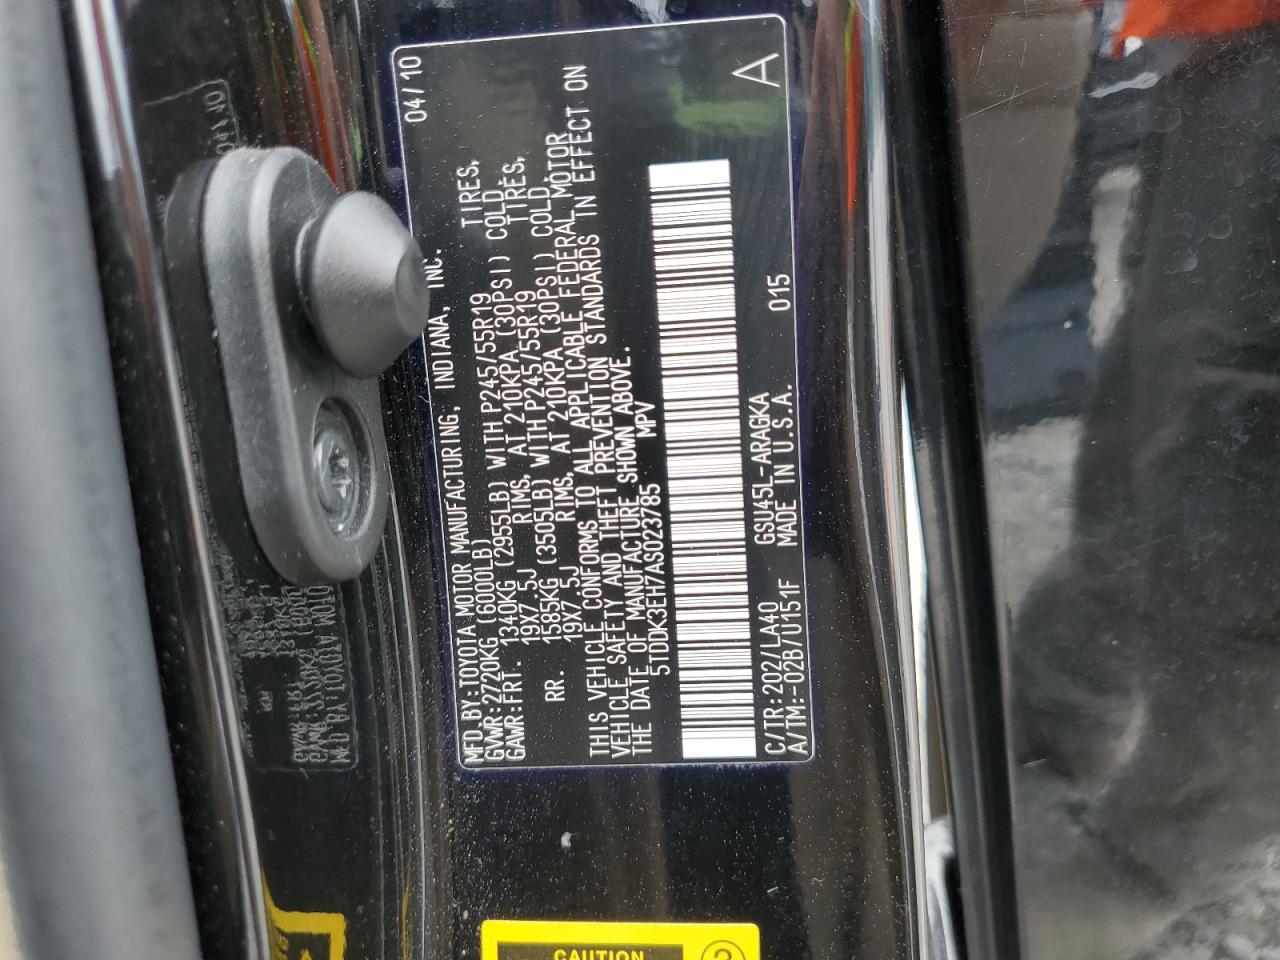 MFD.BY:TOYOTA MOTOR MANUFACTURING, INDIANA, INC. 04/10
GVWR:2720KG (6000LB)
GAWR:FRT. 1340KG (2955LB) WITH P245/55R19 TIRES,
19X7.5J RIMS, AT 210KPA (30PSI) COLD.
RR. 1585KG (3505LB) WITH P245/55R19 TIRES,
19X7.5J RIMS, AT 210KPA (30PSI) COLD.
THIS VEHICLE CONFORMS TO ALL APPLICABLE FEDERAL MOTOR
VEHICLE SAFETY AND THEFT PREVENTION STANDARDS IN EFFECT ON
THE DATE OF MANUFACTURE SHOWN ABOVE.
5TDDK3EH7AS023785 MPV
A
C/TR:202/LA40 GSU45L-ARAGKA 015
A/TM:-02B/U151F MADE IN U.S.A.
CAUTION